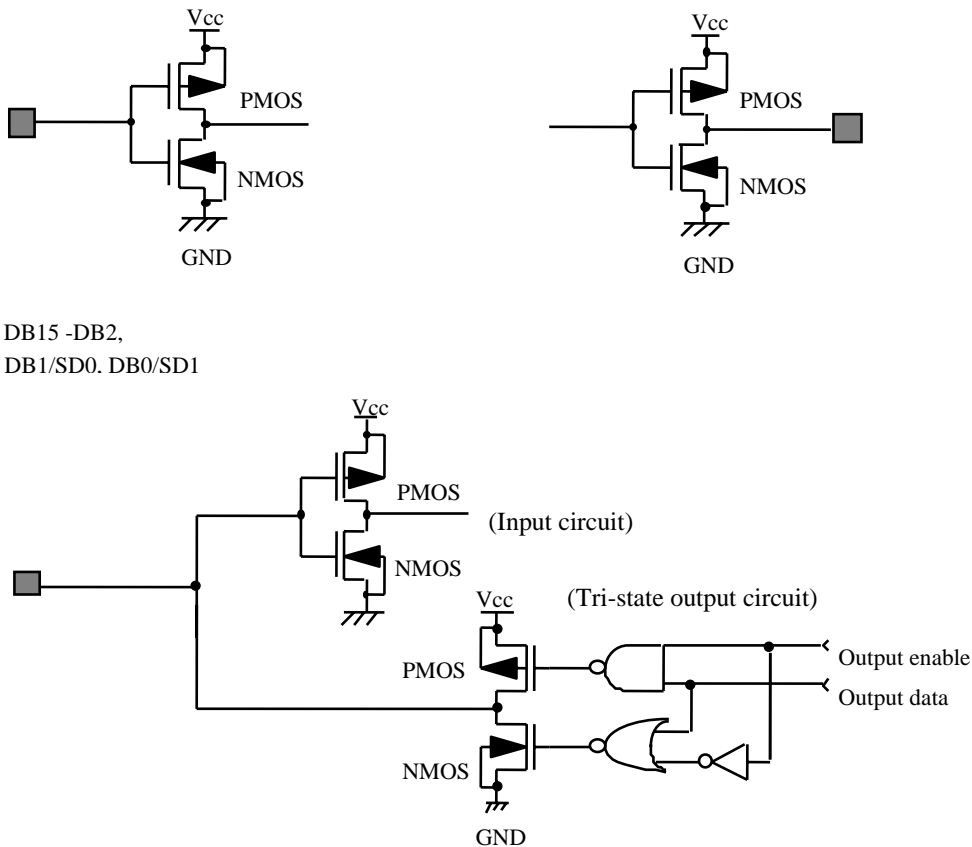 Vcc
PMOS
NMOS
GND
Vcc
PMOS
NMOS
GND
DB15 -DB2,
DB1/SD0, DB0/SD1
Vcc
PMOS
(Input circuit)
NMOS
Vcc
(Tri-state output circuit)
PMOS
Output enable
Output data
NMOS
GND